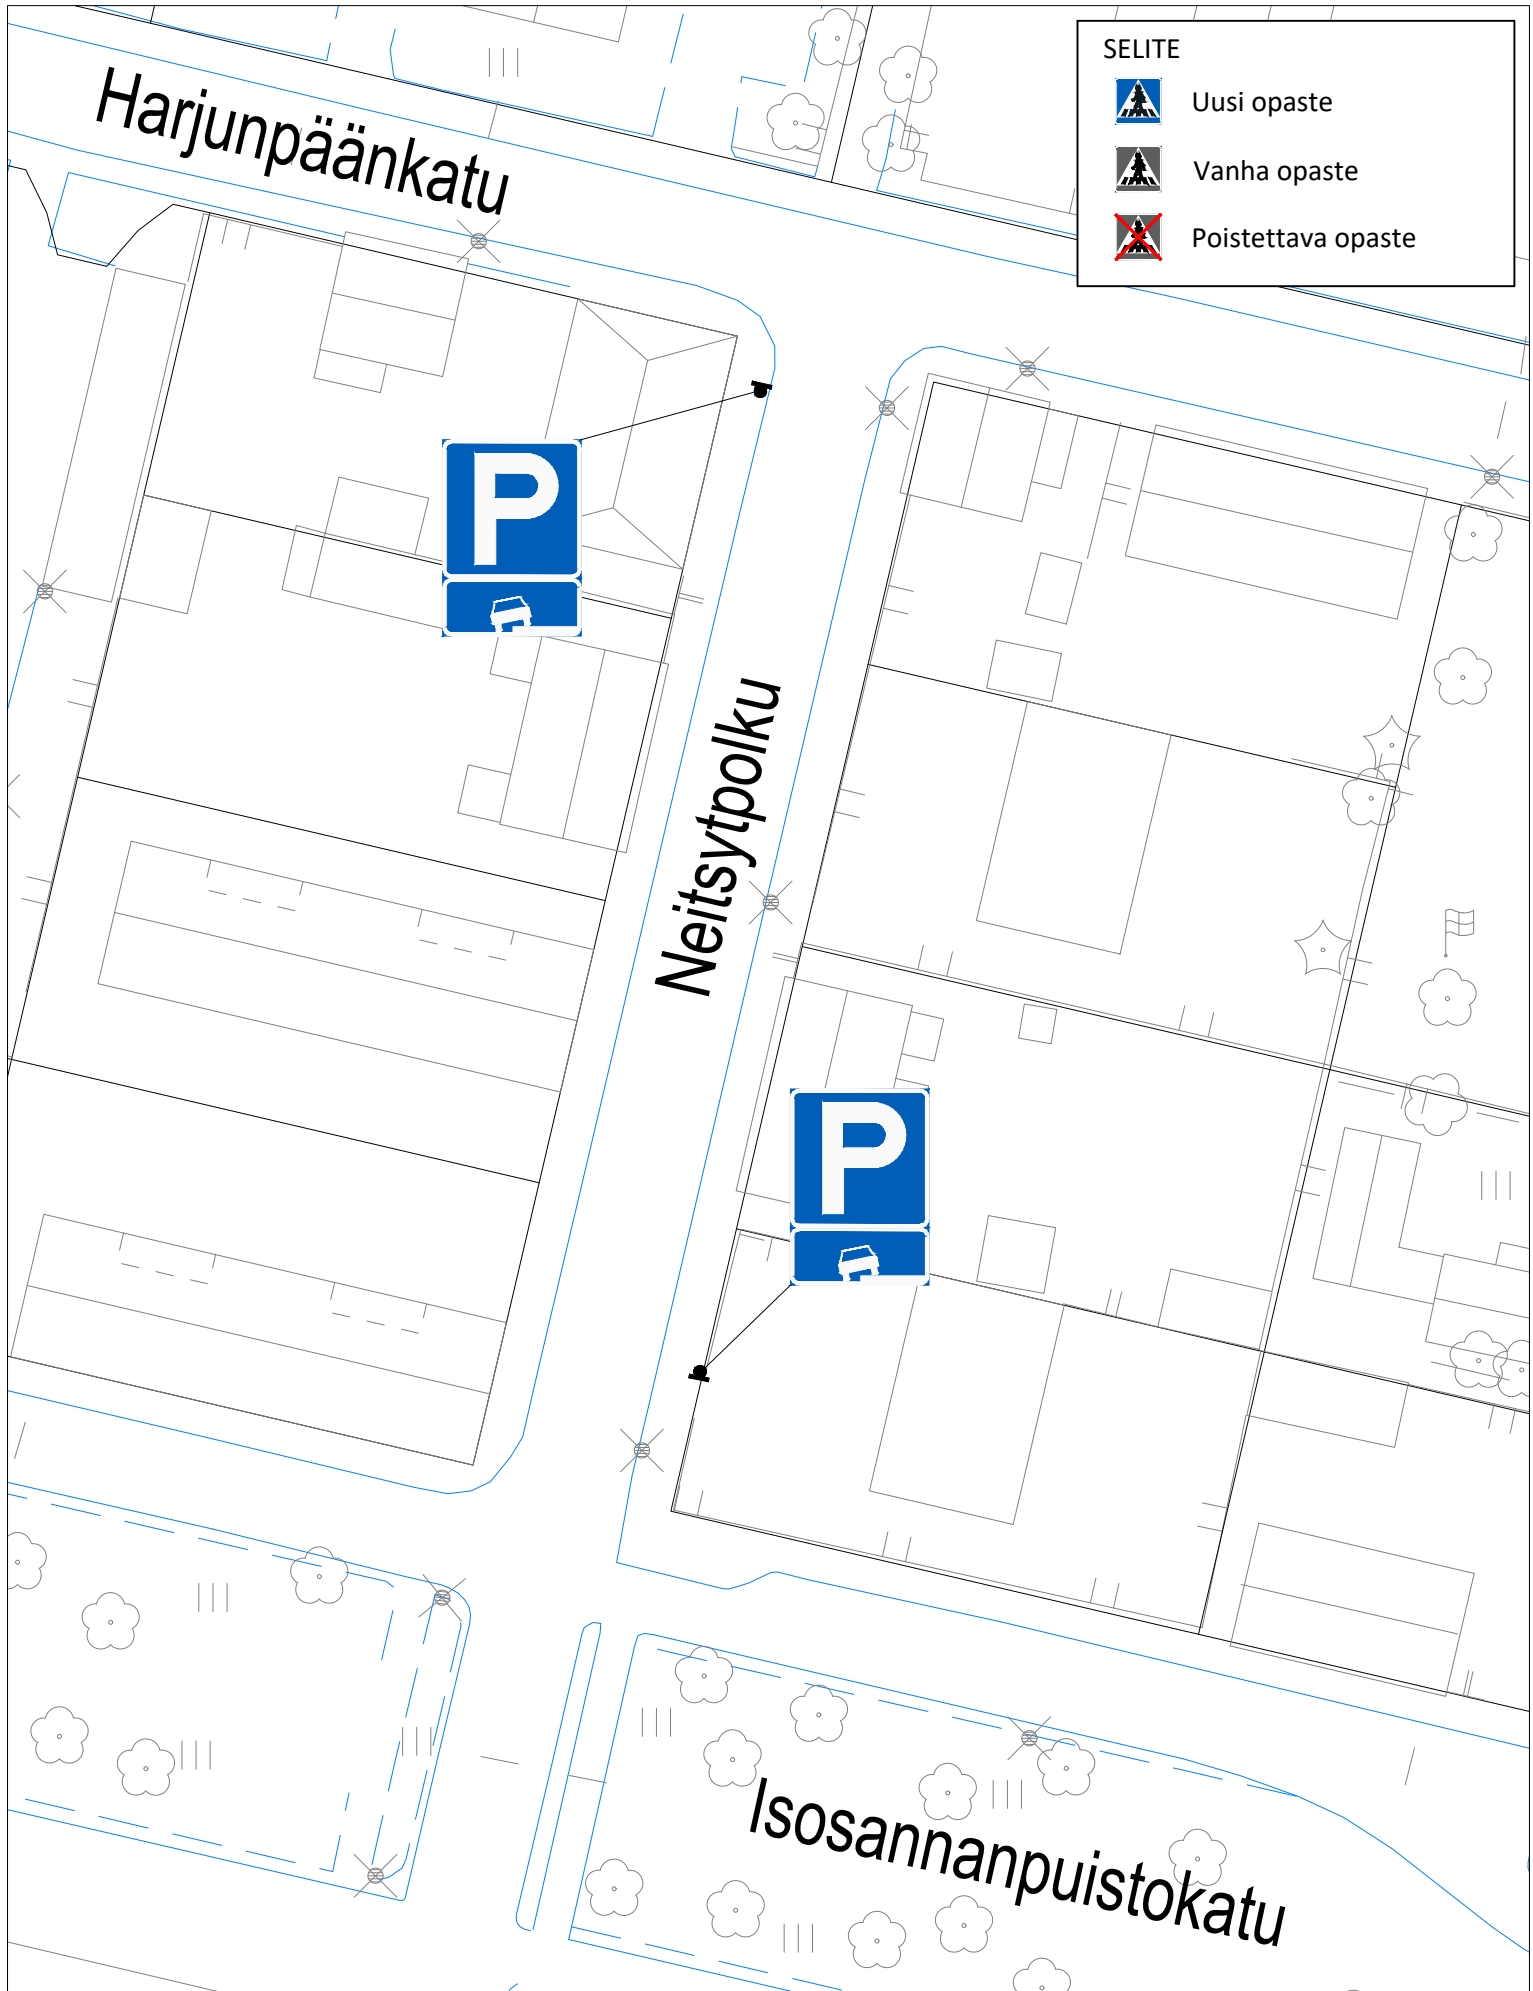 SELITE
Uusi opaste
Vanha opaste
Poistettava opaste
Harjunpäänkatu
P
Neitsytpolku
P
Isosannanpuistokatu